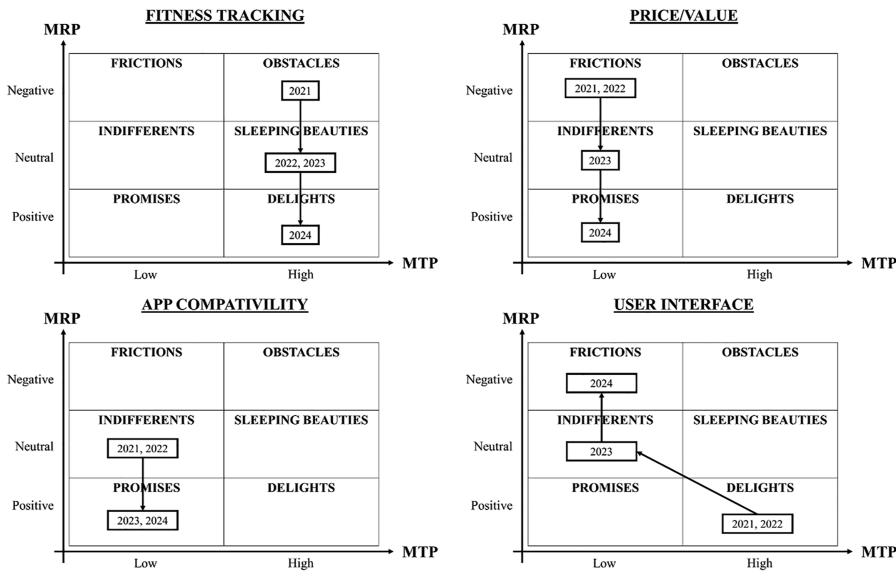 FITNESS TRACKING
MRP
FRICTIONS OBSTACLES
Negative 2021
INDIFFERENTS SLEEPING BEAUTIES
Neutral 2022, 2023
PROMISES DELIGHTS
Positive 2024
MTP
Low High
PRICE/VALUE
MRP
FRICTIONS OBSTACLES
Negative 2021, 2022
INDIFFERENTS SLEEPING BEAUTIES
Neutral 2023
PROMISES DELIGHTS
Positive 2024
MTP
Low High
APP COMPATIVILITY
MRP
FRICTIONS OBSTACLES
Negative
INDIFFERENTS SLEEPING BEAUTIES
Neutral 2021, 2022
PROMISES DELIGHTS
Positive 2023, 2024
MTP
Low High
USER INTERFACE
MRP
FRICTIONS OBSTACLES
Negative 2024
INDIFFERENTS SLEEPING BEAUTIES
Neutral 2023
PROMISES DELIGHTS
Positive 2021, 2022
MTP
Low High